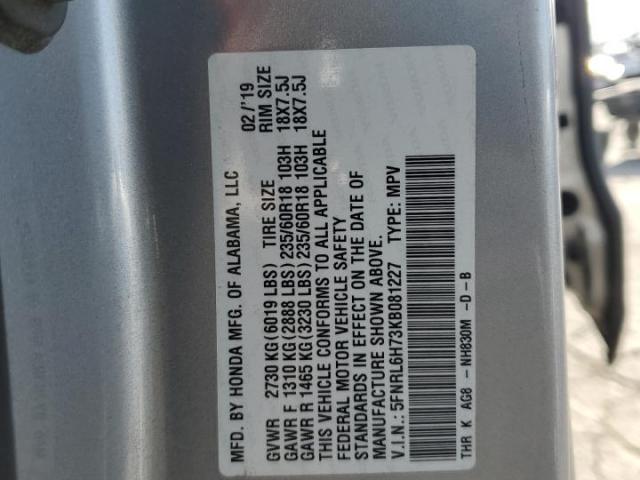 MFD. BY HONDA MFG. OF ALABAMA, LLC 02/'19
GVWR 2730 KG(6019 LBS) TIRE SIZE RIM SIZE
GAWR F 1310 KG(2888 LBS) 235/60R18 103H 18X7.5J
GAWR R 1465 KG(3230 LBS) 235/60R18 103H 18X7.5J
THIS VEHICLE CONFORMS TO ALL APPLICABLE
FEDERAL MOTOR VEHICLE SAFETY
STANDARDS IN EFFECT ON THE DATE OF
MANUFACTURE SHOWN ABOVE.
V.I.N.: 5FNRL6H73KB081227 TYPE: MPV
THR K AG8 - NH830M -D-B